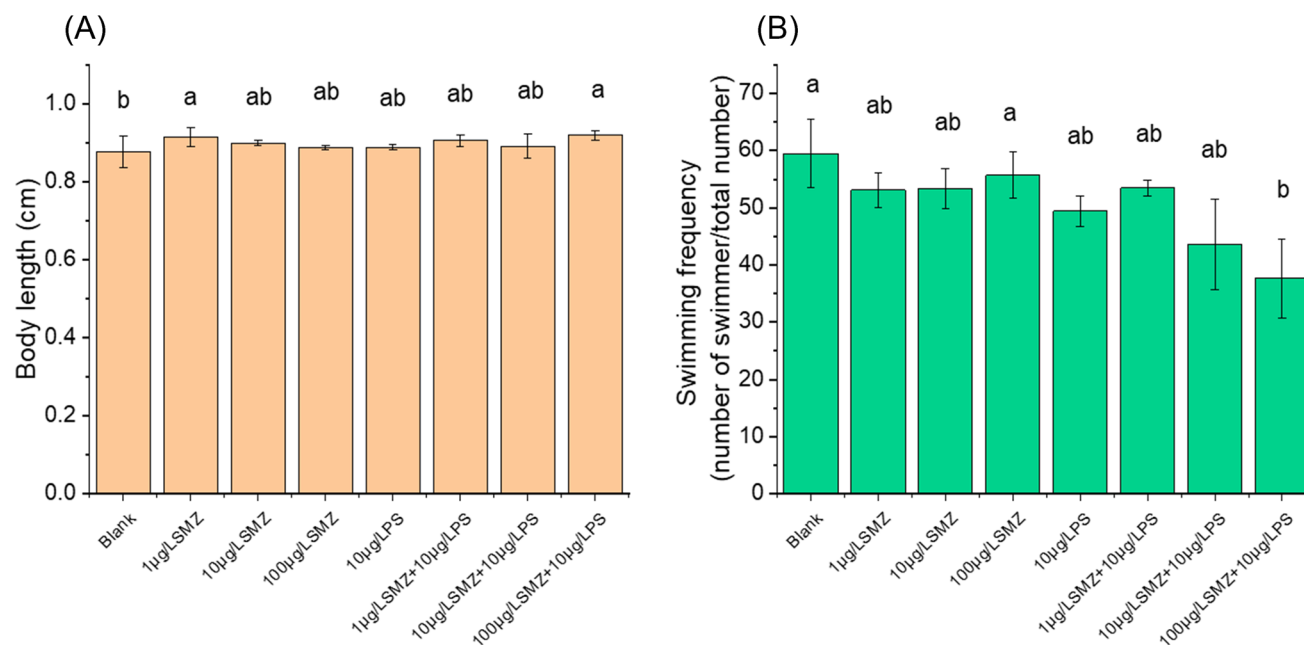 (A)
Body length (cm)
1.0
0.8
0.6
0.4
0.2
0.0
b
a
ab
ab
ab
ab
ab
a
Blank
1µg/LSMZ
10µg/LSMZ
100µg/LSMZ
10µg/LPS
1µg/LSMZ+10µg/LPS
10µg/LSMZ+10µg/LPS
100µg/LSMZ+10µg/LPS
(B)
Swimming frequency
(number of swimmer/total number)
70
60
50
40
30
20
10
0
a
ab
ab
a
ab
ab
ab
b
Blank
1µg/LSMZ
10µg/LSMZ
100µg/LSMZ
10µg/LPS
1µg/LSMZ+10µg/LPS
10µg/LSMZ+10µg/LPS
100µg/LSMZ+10µg/LPS